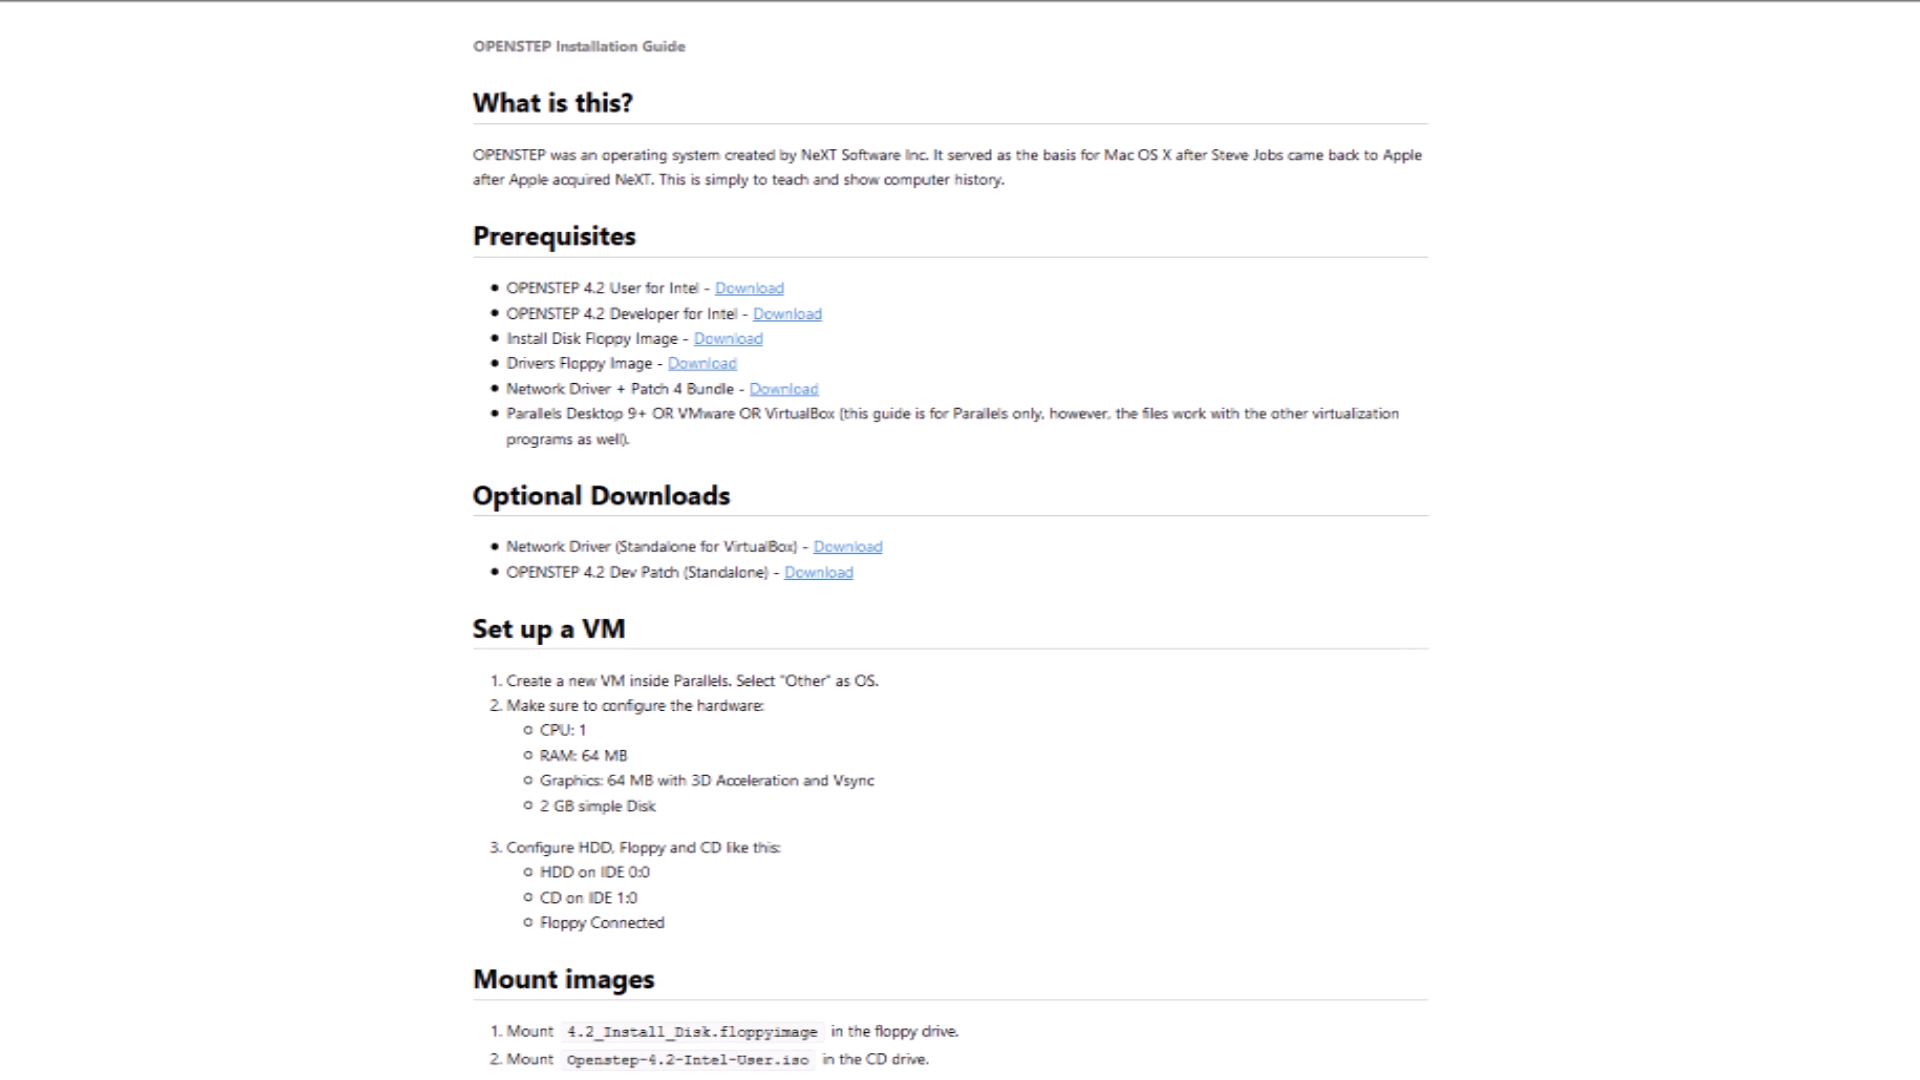 OPENSTEP Installation Guide
What is this?
OPENSTEP was an operating system created by NeXT Software Inc. It served as the basis for Mac OS X after Steve Jobs came back to Apple
after Apple acquired NeXT. This is simply to teach and show computer history.
Prerequisites
• OPENSTEP 4.2 User for Intel - Download
• OPENSTEP 4.2 Developer for Intel - Download
• Install Disk Floppy Image - Download
• Drivers Floppy Image - Download
• Network Driver + Patch 4 Bundle - Download
• Parallels Desktop 9+ OR VMware OR VirtualBox (this guide is for Parallels only, however, the files work with the other virtualization
programs as well).
Optional Downloads
• Network Driver (Standalone for VirtualBox) - Download
• OPENSTEP 4.2 Dev Patch (Standalone) - Download
Set up a VM
1. Create a new VM inside Parallels. Select "Other" as OS.
2. Make sure to configure the hardware:
○ CPU: 1
○ RAM: 64 MB
○ Graphics: 64 MB with 3D Acceleration and Vsync
○ 2 GB simple Disk
3. Configure HDD, Floppy and CD like this:
○ HDD on IDE 0:0
○ CD on IDE 1:0
○ Floppy Connected
Mount images
1. Mount 4.2_Install_Disk.floppyimage in the floppy drive.
2. Mount Openstep-4.2-Intel-User.iso in the CD drive.